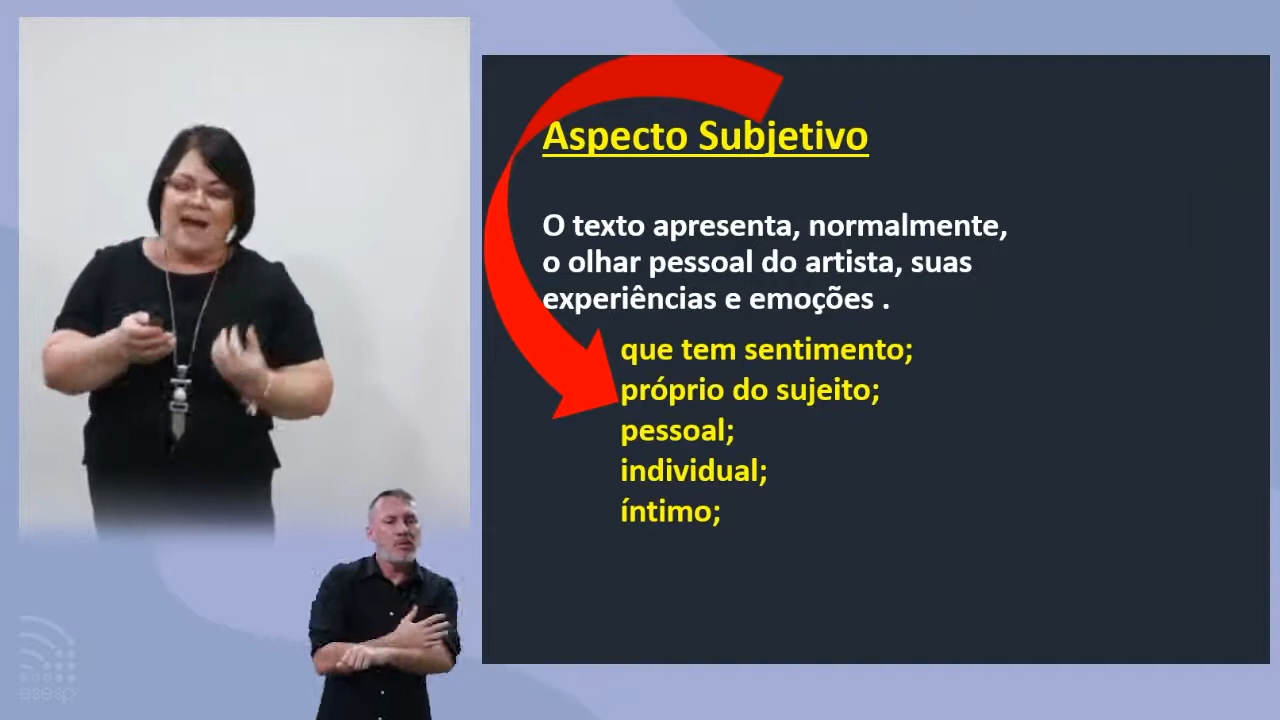 Aspecto Subjetivo
O texto apresenta, normalmente,
o olhar pessoal do artista, suas
experiências e emoções .
que tem sentimento;
próprio do sujeito;
pessoal;
individual;
íntimo;
esesp